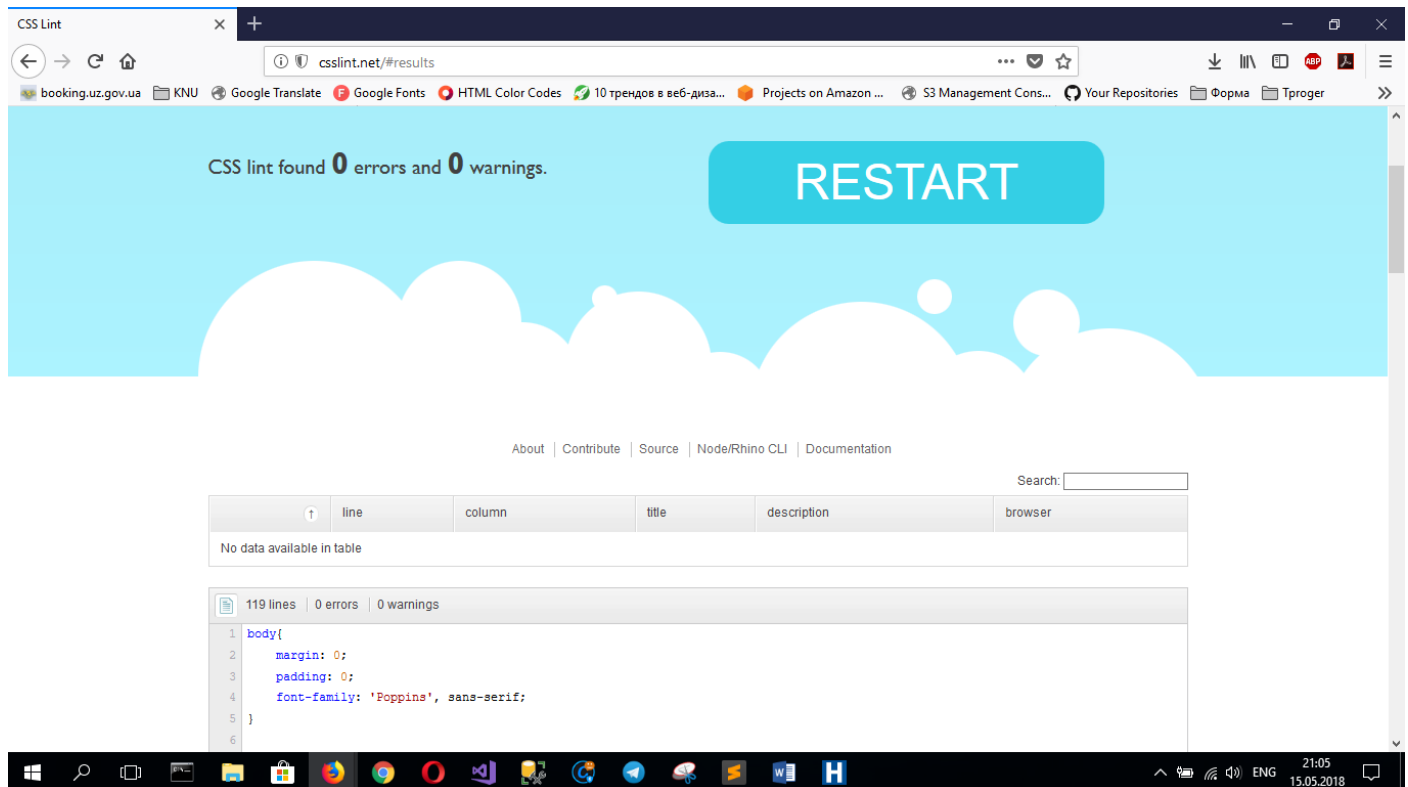 CSS Lint
csslint.net/#results
booking.uz.gov.ua KNU Google Translate Google Fonts HTML Color Codes 10 трендов в веб-диза... Projects on Amazon ... S3 Management Cons... Your Repositories Форма Tproger
CSS lint found 0 errors and 0 warnings.
RESTART
About | Contribute | Source | Node/Rhino CLI | Documentation
Search:
line column title description browser
No data available in table
119 lines | 0 errors | 0 warnings
1 body{
2 margin: 0;
3 padding: 0;
4 font-family: 'Poppins', sans-serif;
5 }
6
ENG 21:05
15.05.2018